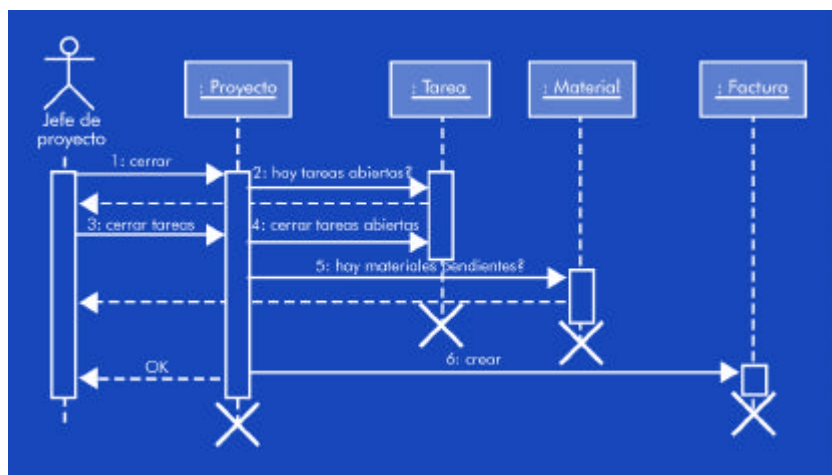 : Proyecto
: Tarea
: Material
: Factura
Jefe de
proyecto
1: cerrar
2: hay tareas abiertas?
3: cerrar tareas
4: cerrar tareas abiertas
5: hay materiales pendientes?
6: crear
OK